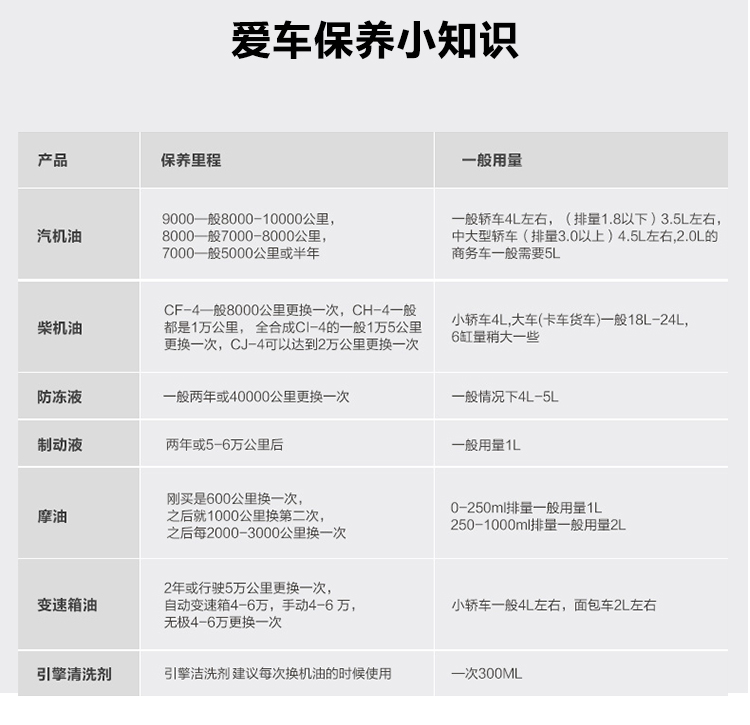 爱车保养小知识
产品
保养里程
一般用量
汽机油
9000一般8000-10000公里，
8000一般7000-8000公里，
7000一般5000公里或半年
一般轿车4L左右，（排量1.8以下）3.5L左右，
中大型轿车（排量3.0以上）4.5L左右,2.0L的
商务车一般需要5L
柴机油
CF-4一般8000公里更换一次，CH-4一般
都是1万公里， 全合成CI-4的一般1万5公里
更换一次，CJ-4可以达到2万公里更换一次
小轿车4L,大车(卡车货车)一般18L-24L,
6缸量稍大一些
防冻液
一般两年或40000公里更换一次
一般情况下4L-5L
制动液
两年或5-6万公里后
一般用量1L
摩油
刚买是600公里换一次，
之后就1000公里换第二次，
之后每2000-3000公里换一次
0-250ml排量一般用量1L
250-1000ml排量一般用量2L
变速箱油
2年或行驶5万公里更换一次，
自动变速箱4-6万，手动4-6 万，
无极4-6万更换一次
小轿车一般4L左右，面包车2L左右
引擎清洗剂
引擎洁洗剂 建议每次换机油的时候使用
一次300ML